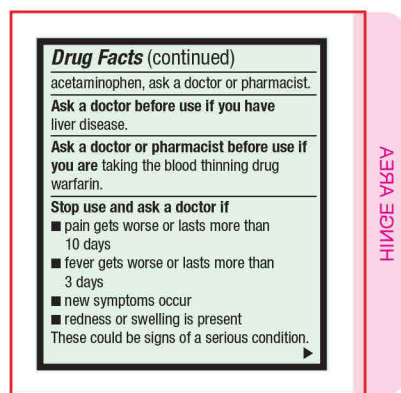 Drug Facts (continued)
acetaminophen, ask a doctor or pharmacist.
Ask a doctor before use if you have
liver disease.
Ask a doctor or pharmacist before use if
you are taking the blood thinning drug
warfarin.
Stop use and ask a doctor if
■ pain gets worse or lasts more than
10 days
■ fever gets worse or lasts more than
3 days
■ new symptoms occur
■ redness or swelling is present
These could be signs of a serious condition.
HINGE AREA